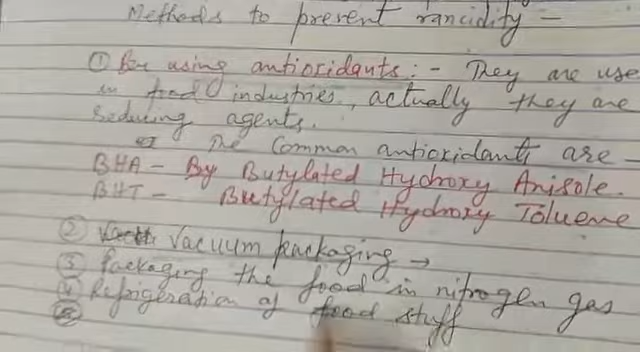 Methods to prevent rancidity -
① By using antioxidants :- They are use
in food industries, actually they are
reducing agents.
The Common antioxidants are -
BHA - By Butylated Hydroxy Anisole.
BHT - Butylated Hydroxy Toluene
② Vacuum packaging →
③ Packaging the food in nitrogen gas
④ Refrigeration of food stuff
⑤